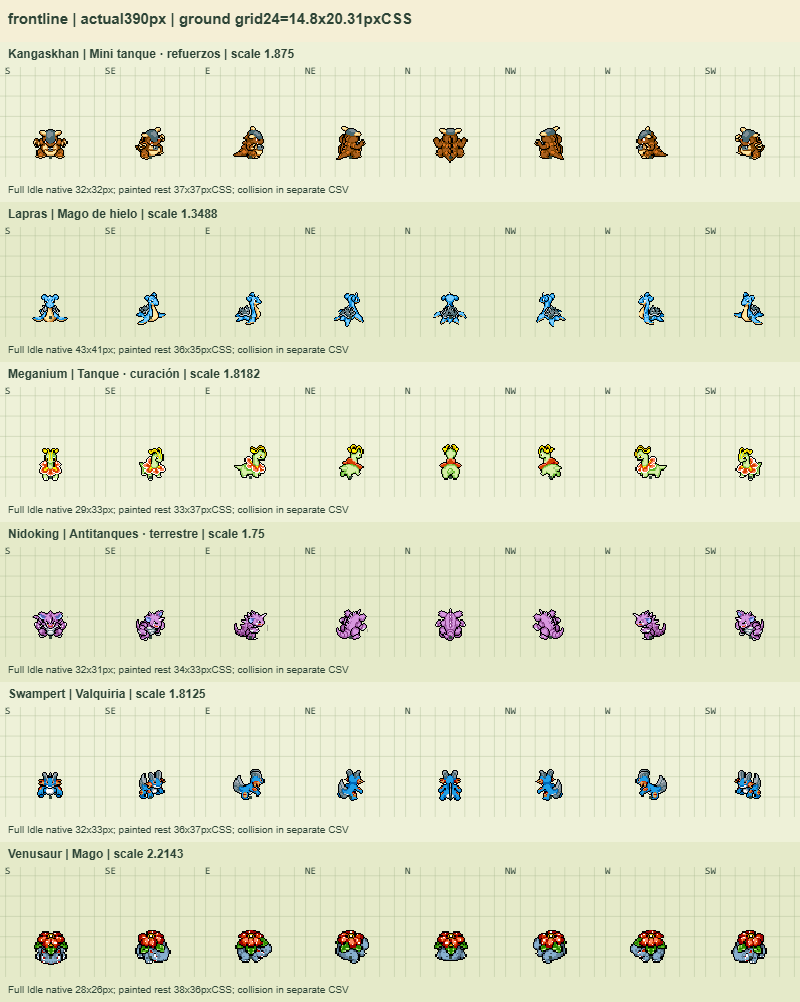 frontline | actual390px | ground grid24=14.8x20.31pxCSS
Kangaskhan | Mini tanque · refuerzos | scale 1.875
S SE E NE N NW W SW
Full Idle native 32x32px; painted rest 37x37pxCSS; collision in separate CSV
Lapras | Mago de hielo | scale 1.3488
S SE E NE N NW W SW
Full Idle native 43x41px; painted rest 36x35pxCSS; collision in separate CSV
Meganium | Tanque · curación | scale 1.8182
S SE E NE N NW W SW
Full Idle native 29x33px; painted rest 33x37pxCSS; collision in separate CSV
Nidoking | Antitanques · terrestre | scale 1.75
S SE E NE N NW W SW
Full Idle native 32x31px; painted rest 34x33pxCSS; collision in separate CSV
Swampert | Valquiria | scale 1.8125
S SE E NE N NW W SW
Full Idle native 32x33px; painted rest 36x37pxCSS; collision in separate CSV
Venusaur | Mago | scale 2.2143
S SE E NE N NW W SW
Full Idle native 28x26px; painted rest 38x36pxCSS; collision in separate CSV